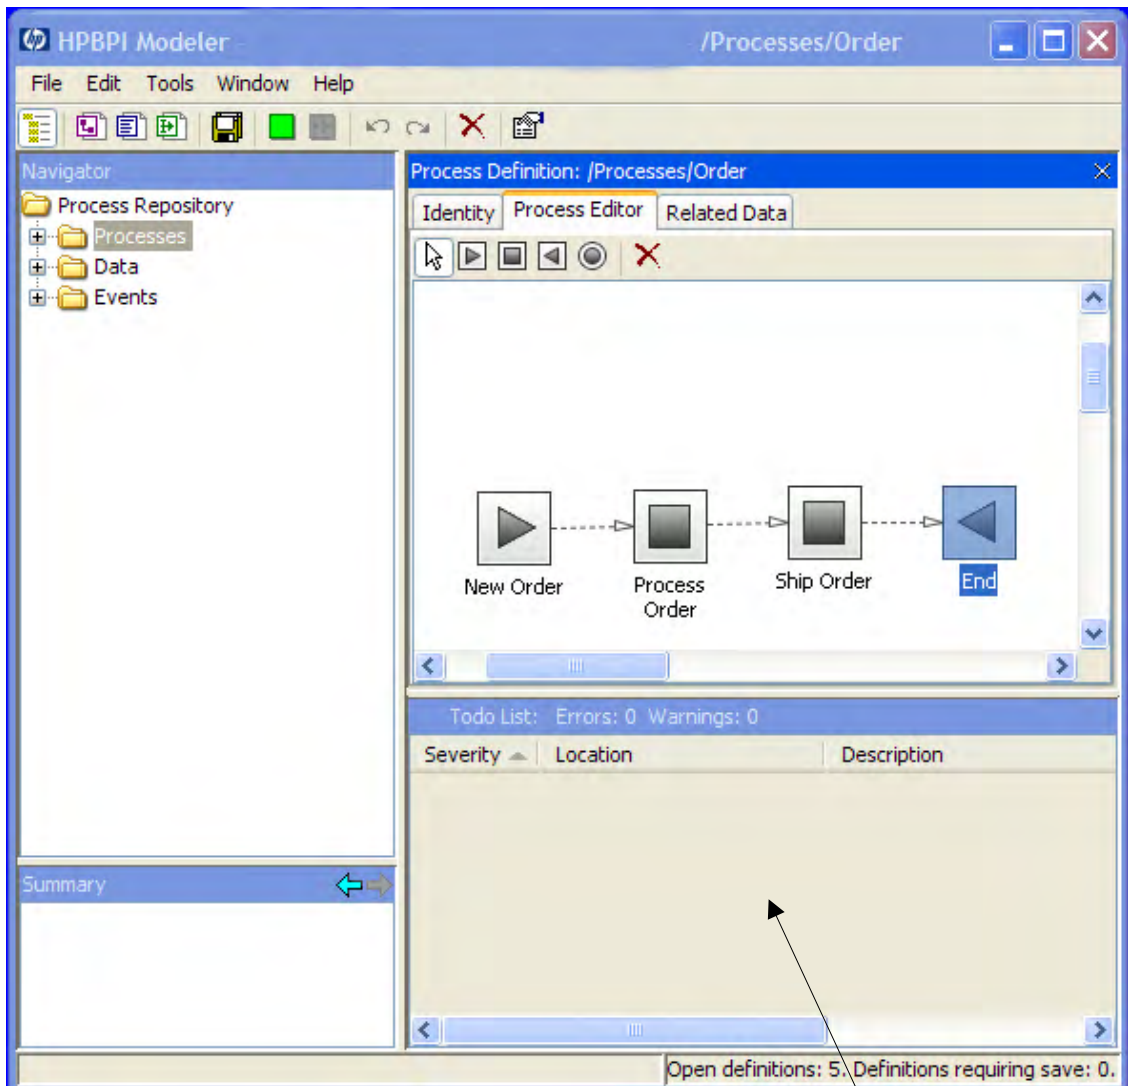 HPBPI Modeler /Processes/Order
File Edit Tools Window Help
Navigator
Process Repository
Processes
Data
Events
Summary
Process Definition: /Processes/Order
Identity Process Editor Related Data
New Order
Process
Order
Ship Order
End
Todo List: Errors: 0 Warnings: 0
Severity Location Description
Open definitions: 5. Definitions requiring save: 0.